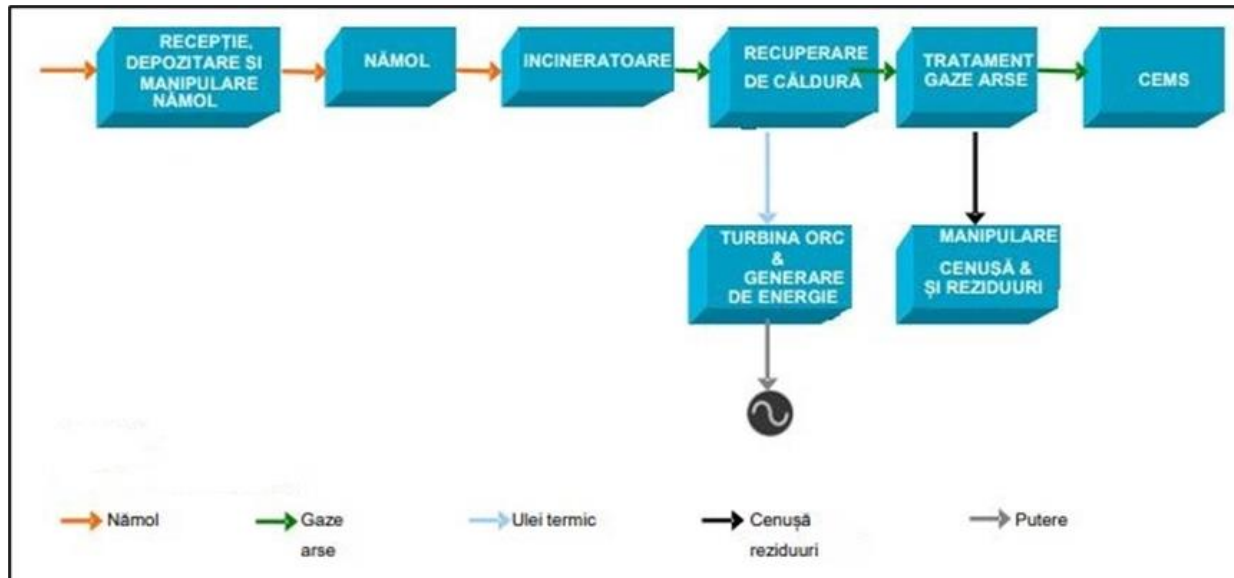 RECEPȚIE,
DEPOZITARE ȘI
MANIPULARE
NĂMOL
NĂMOL
INCINERATOARE
RECUPERARE
DE CĂLDURĂ
TRATAMENT
GAZE ARSE
CEMS
TURBINA ORC
&
GENERARE
DE ENERGIE
MANIPULARE
CENUȘĂ &
ȘI REZIDUURI
Nămol
Gaze
arse
Ulei termic
Cenușă
reziduuri
Putere